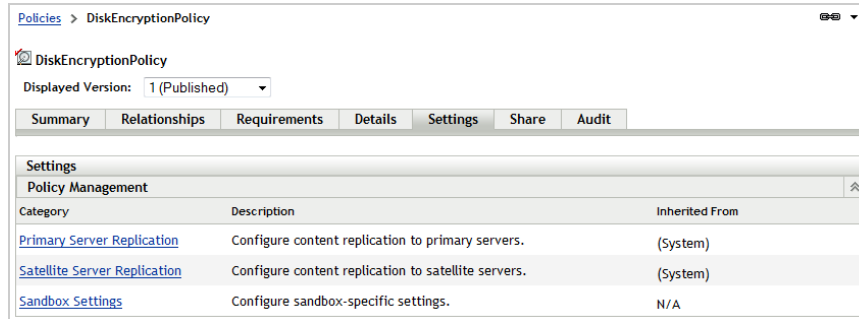 Policies > DiskEncryptionPolicy
DiskEncryptionPolicy
Displayed Version: 1 (Published)
Summary Relationships Requirements Details Settings Share Audit
Settings
Policy Management
Category Description Inherited From
Primary Server Replication Configure content replication to primary servers. (System)
Satellite Server Replication Configure content replication to satellite servers. (System)
Sandbox Settings Configure sandbox-specific settings. N/A